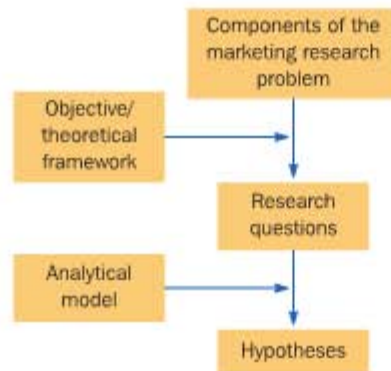 Components of the
marketing research
problem
Objective/
theoretical
framework
Research
questions
Analytical
model
Hypotheses